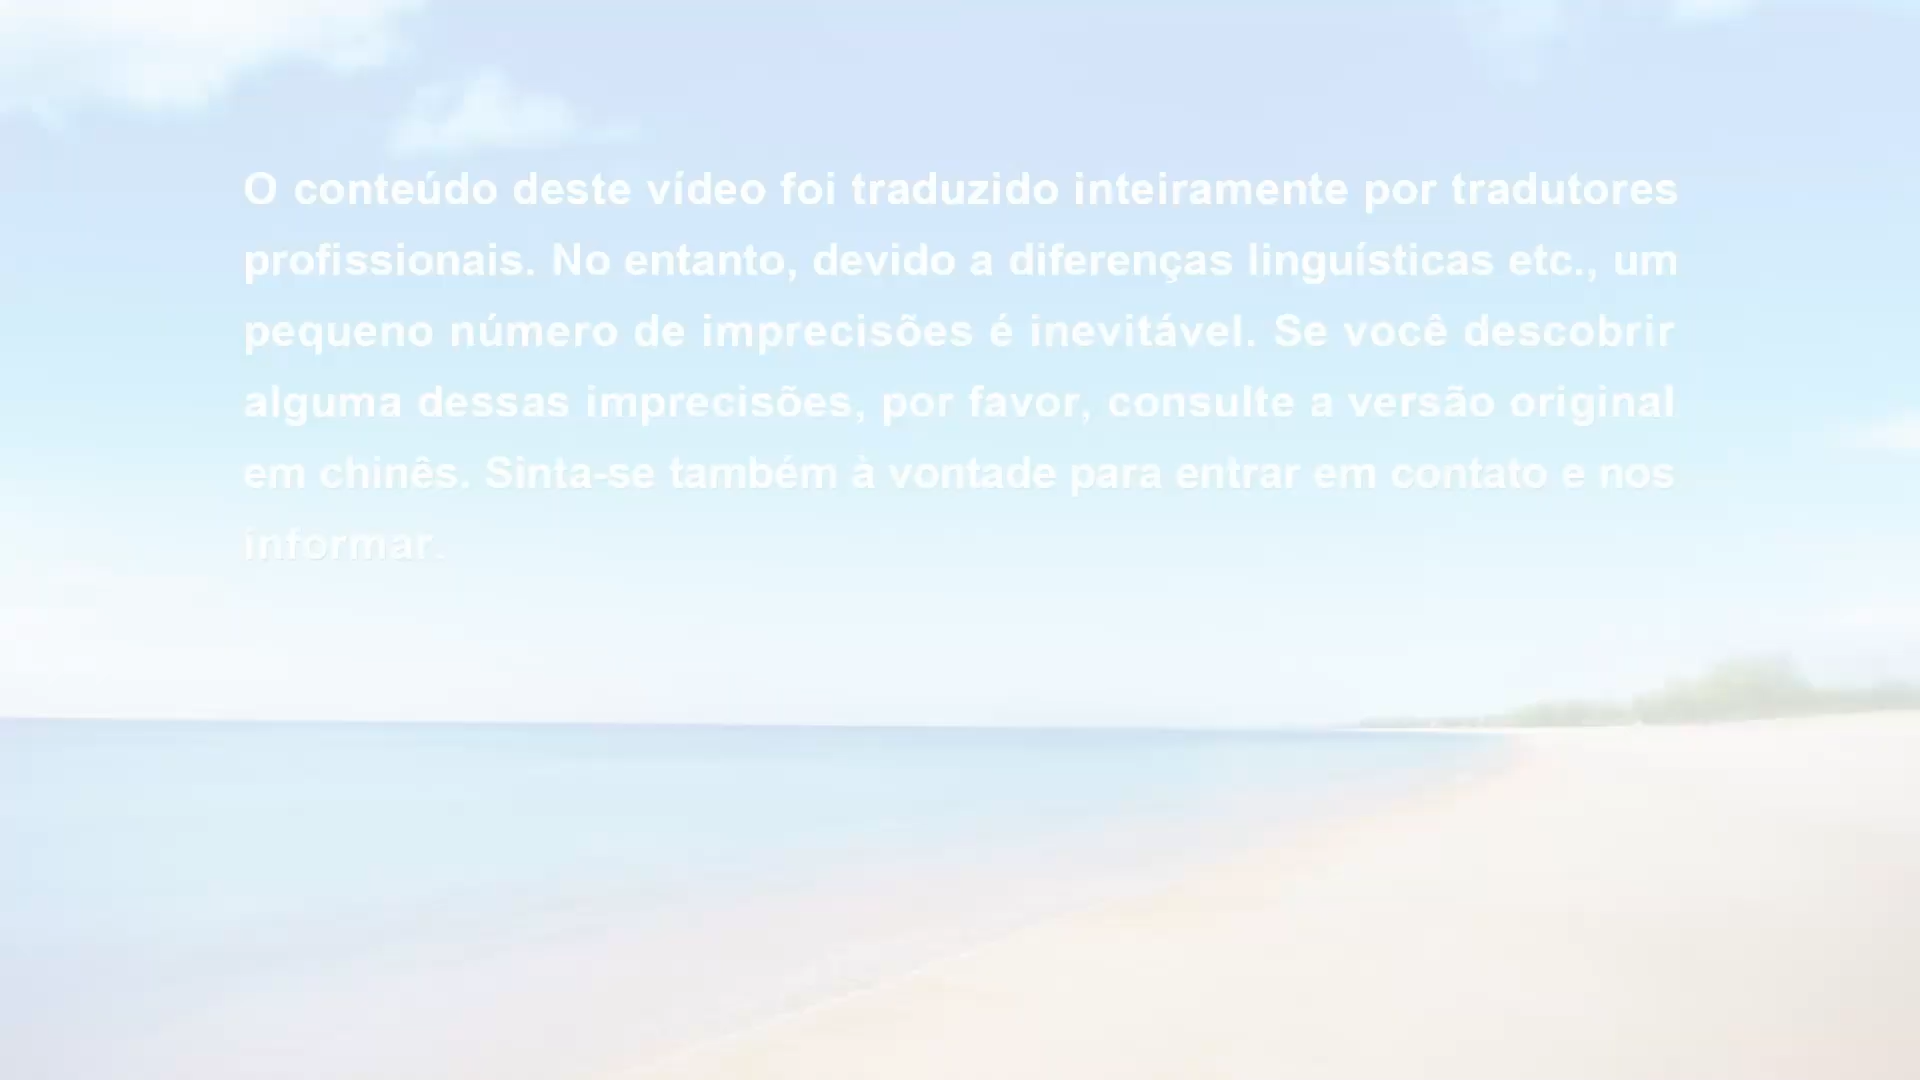 O conteúdo deste vídeo foi traduzido inteiramente por tradutores
profissionais. No entanto, devido a diferenças linguísticas etc., um
pequeno número de imprecisões é inevitável. Se você descobrir
alguma dessas imprecisões, por favor, consulte a versão original
em chinês. Sinta-se também à vontade para entrar em contato e nos
informar.